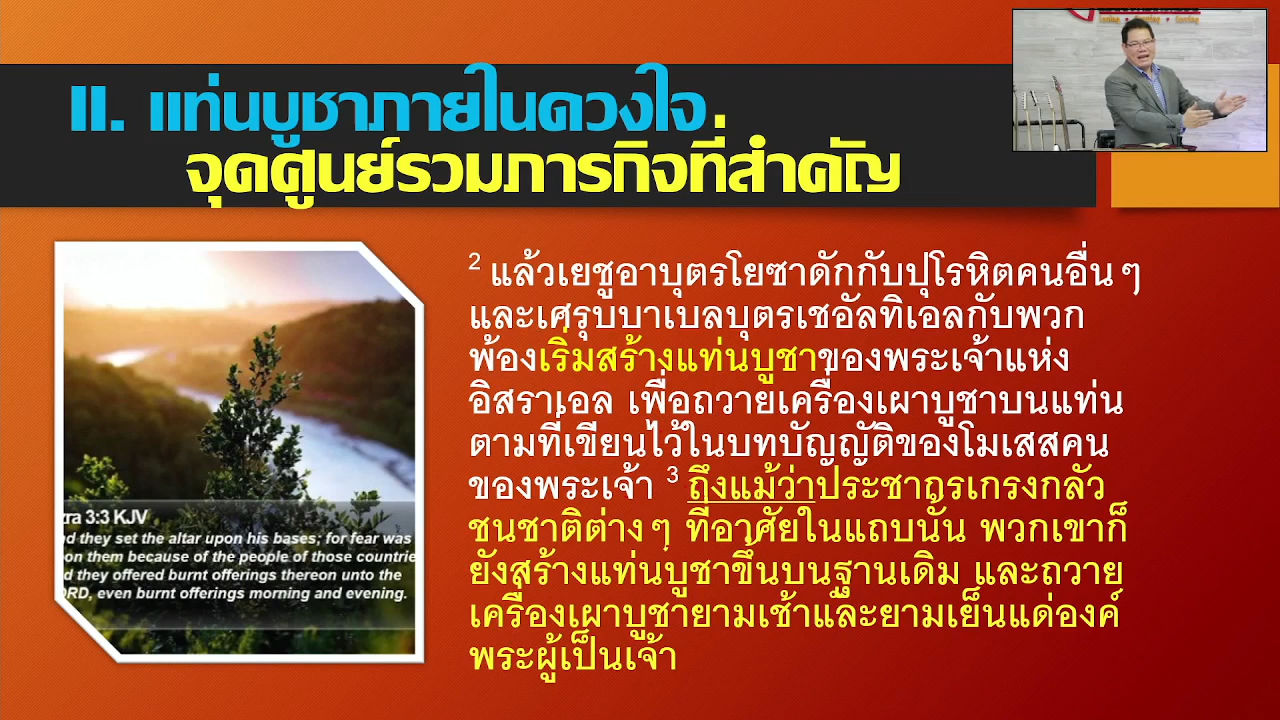 II. แท่นบูชาภายในดวงใจ
จุดศูนย์รวมภารกิจที่สำคัญ
2 แล้วเยชูอาบุตรโยซาดักกับปุโรหิตคนอื่นๆ
และเศรุบบาเบลบุตรเชอัลทิเอลกับพวก
พ้องเริ่มสร้างแท่นบูชาของพระเจ้าแห่ง
อิสราเอล เพื่อถวายเครื่องเผาบูชาบนแท่น
ตามที่เขียนไว้ในบทบัญญัติของโมเสสคน
ของพระเจ้า 3 ถึงแม้ว่าประชากรเกรงกลัว
ชนชาติต่างๆ ที่อาศัยในแถบนั้น พวกเขาก็
ยังสร้างแท่นบูชาขึ้นบนฐานเดิม และถวาย
เครื่องเผาบูชายามเช้าและยามเย็นแด่องค์
พระผู้เป็นเจ้า
zra 3:3 KJV
nd they set the altar upon his bases; for fear was
on them because of the people of those countrie
d they offered burnt offerings thereon unto the
ORD, even burnt offerings morning and evening.